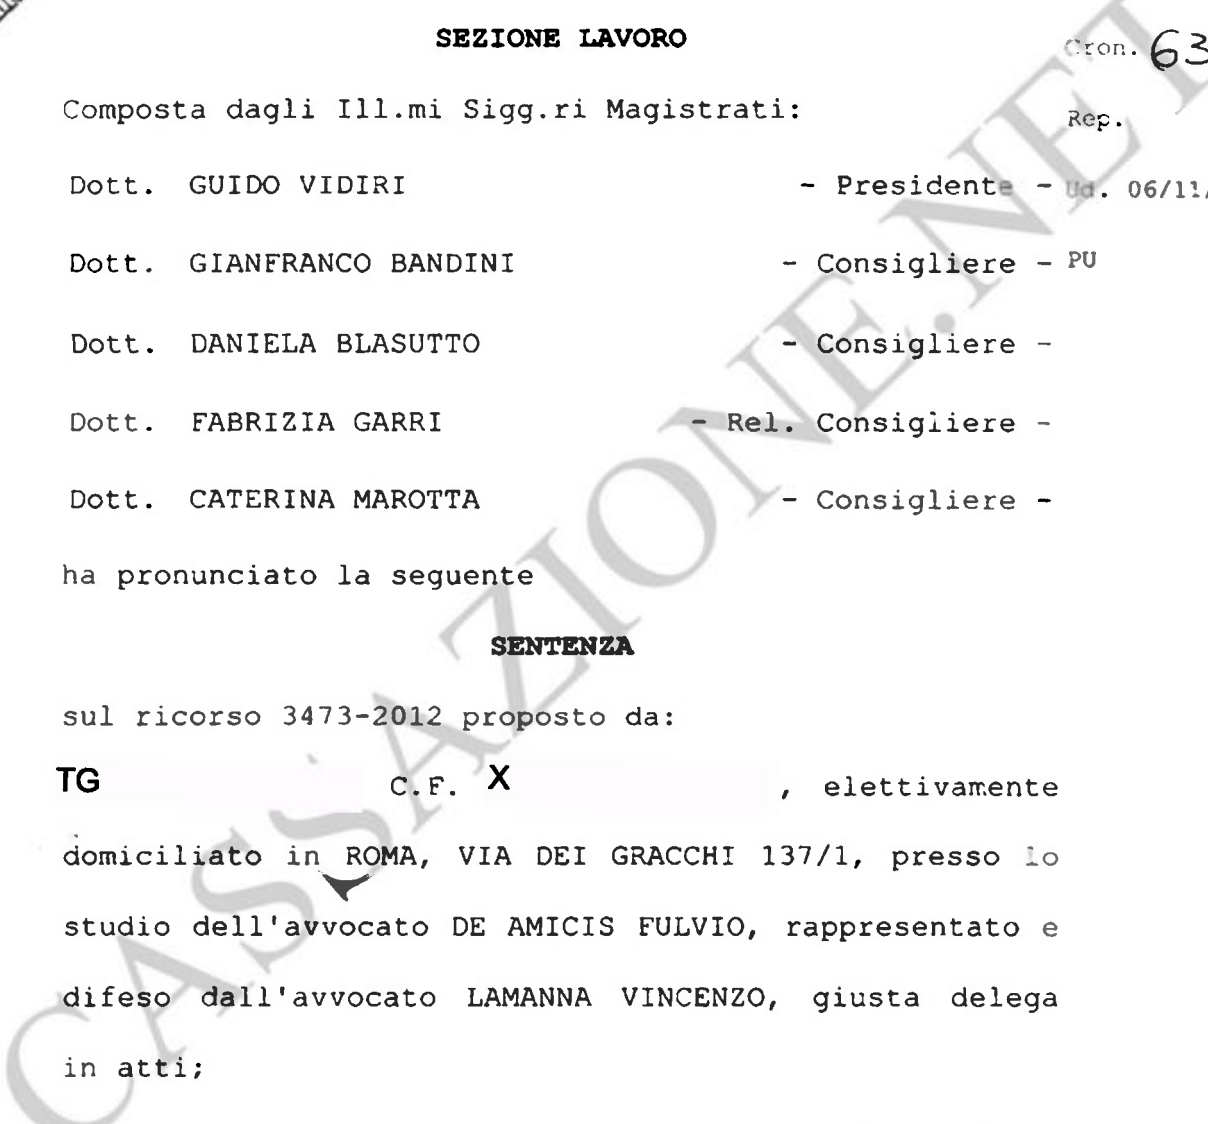 SEZIONE LAVORO
Cron. 63
Composta dagli Ill.mi Sigg.ri Magistrati:
Rep.
Dott. GUIDO VIDIRI - Presidente - Ud. 06/11/
Dott. GIANFRANCO BANDINI - Consigliere - PU
Dott. DANIELA BLASUTTO - Consigliere -
Dott. FABRIZIA GARRI - Rel. Consigliere -
Dott. CATERINA MAROTTA - Consigliere -
ha pronunciato la seguente
SENTENZA
sul ricorso 3473-2012 proposto da:
TG C.F. X , elettivamente
domiciliato in ROMA, VIA DEI GRACCHI 137/1, presso lo
studio dell'avvocato DE AMICIS FULVIO, rappresentato e
difeso dall'avvocato LAMANNA VINCENZO, giusta delega
in atti;
CASSAZIONE.NET